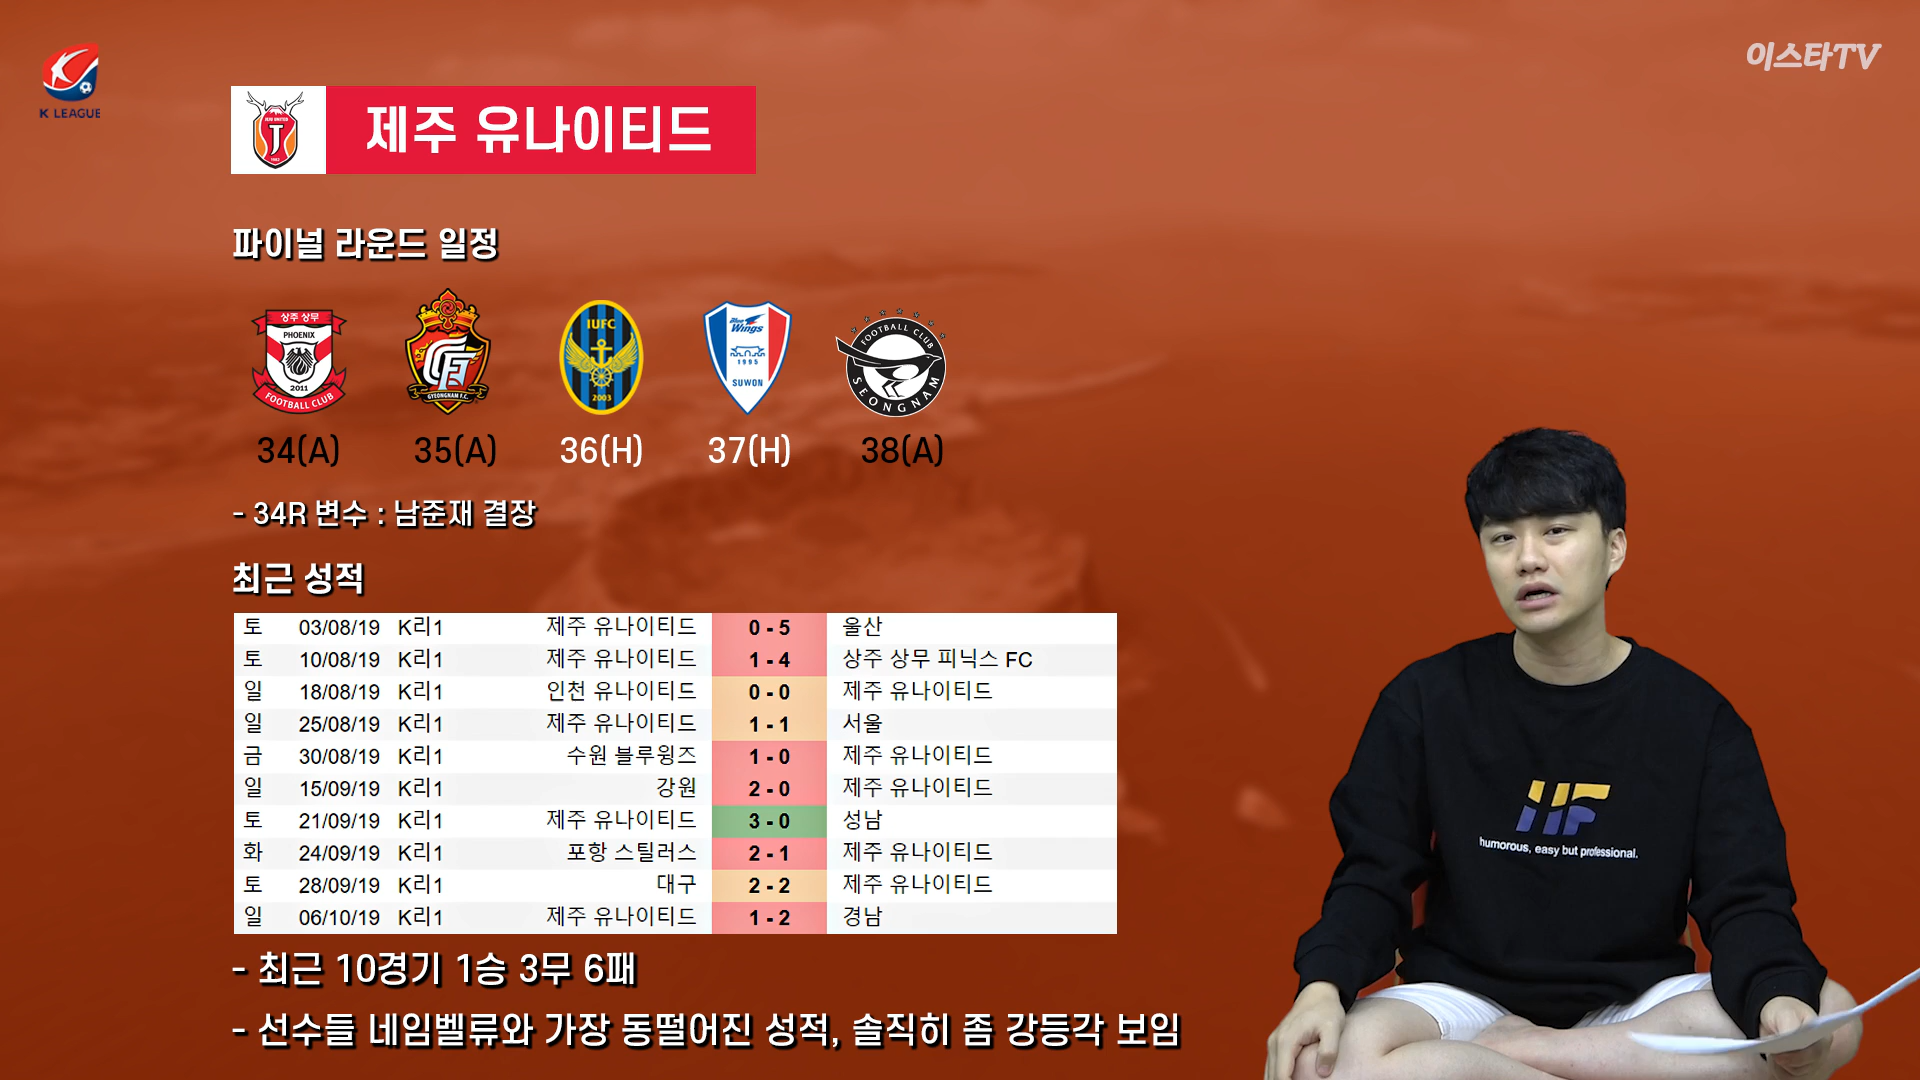 K LEAGUE
이스타TV
JEJU UNITED
J
1982
제주 유나이티드
파이널 라운드 일정
상주 상무
PHOENIX
2011
FOOTBALL CLUB
GYEONGNAM F.C.
IUFC
2003
Blue Wings
1995
SUWON
FOOTBALL CLUB
SEONGNAM
34(A) 35(A) 36(H) 37(H) 38(A)
- 34R 변수 : 남준재 결장
최근 성적
토 03/08/19 K리1 제주 유나이티드 0 - 5 울산
토 10/08/19 K리1 제주 유나이티드 1 - 4 상주 상무 피닉스 FC
일 18/08/19 K리1 인천 유나이티드 0 - 0 제주 유나이티드
일 25/08/19 K리1 제주 유나이티드 1 - 1 서울
금 30/08/19 K리1 수원 블루윙즈 1 - 0 제주 유나이티드
일 15/09/19 K리1 강원 2 - 0 제주 유나이티드
토 21/09/19 K리1 제주 유나이티드 3 - 0 성남
화 24/09/19 K리1 포항 스틸러스 2 - 1 제주 유나이티드
토 28/09/19 K리1 대구 2 - 2 제주 유나이티드
일 06/10/19 K리1 제주 유나이티드 1 - 2 경남
- 최근 10경기 1승 3무 6패
- 선수들 네임벨류와 가장 동떨어진 성적, 솔직히 좀 강등각 보임
HF
humorous, easy but professional.